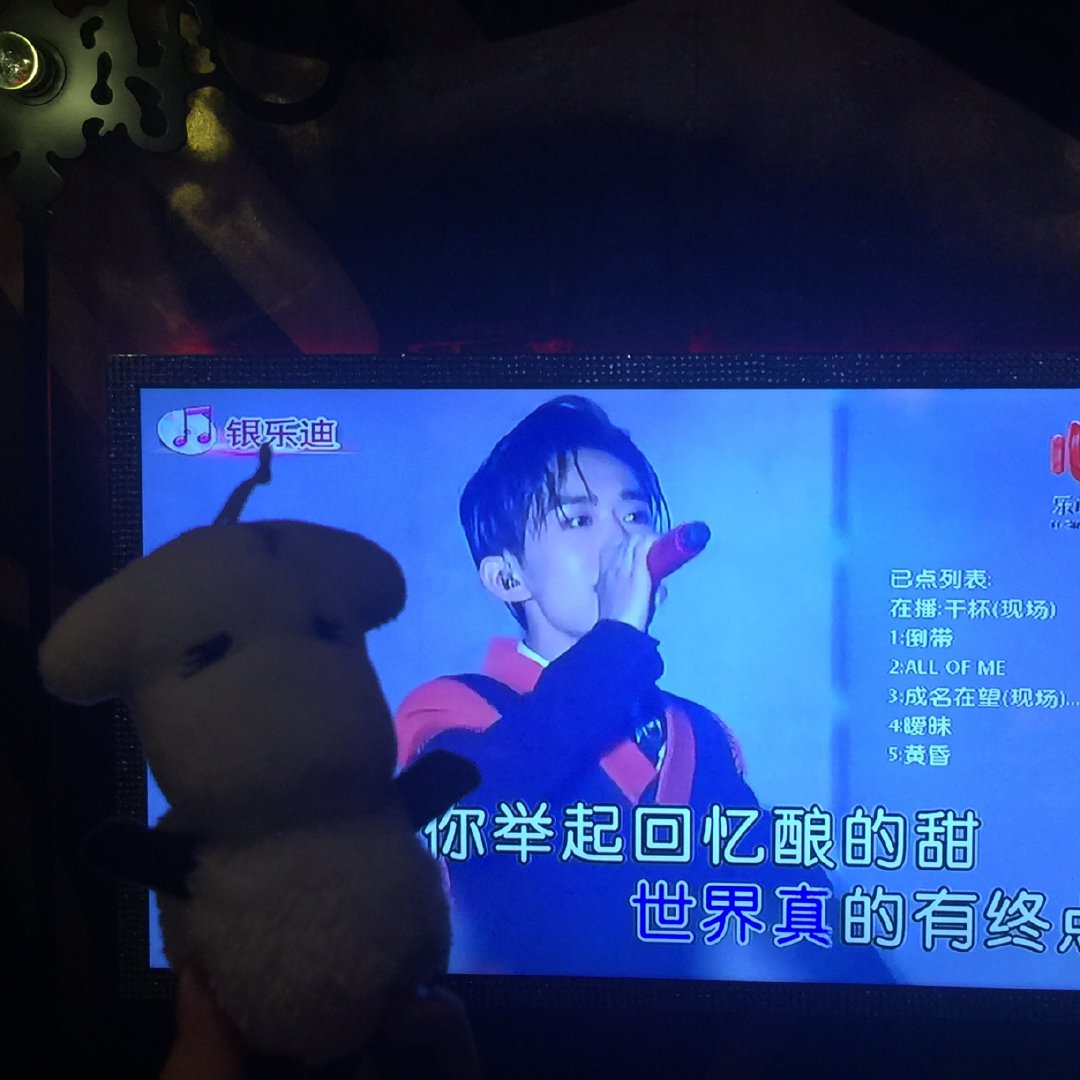 银乐迪
已点列表:
在播:干杯(现场)
1:倒带
2:ALL OF ME
3:成名在望(现场)...
4:暧昧
5:黄昏
你举起回忆酿的甜
世界真的有终